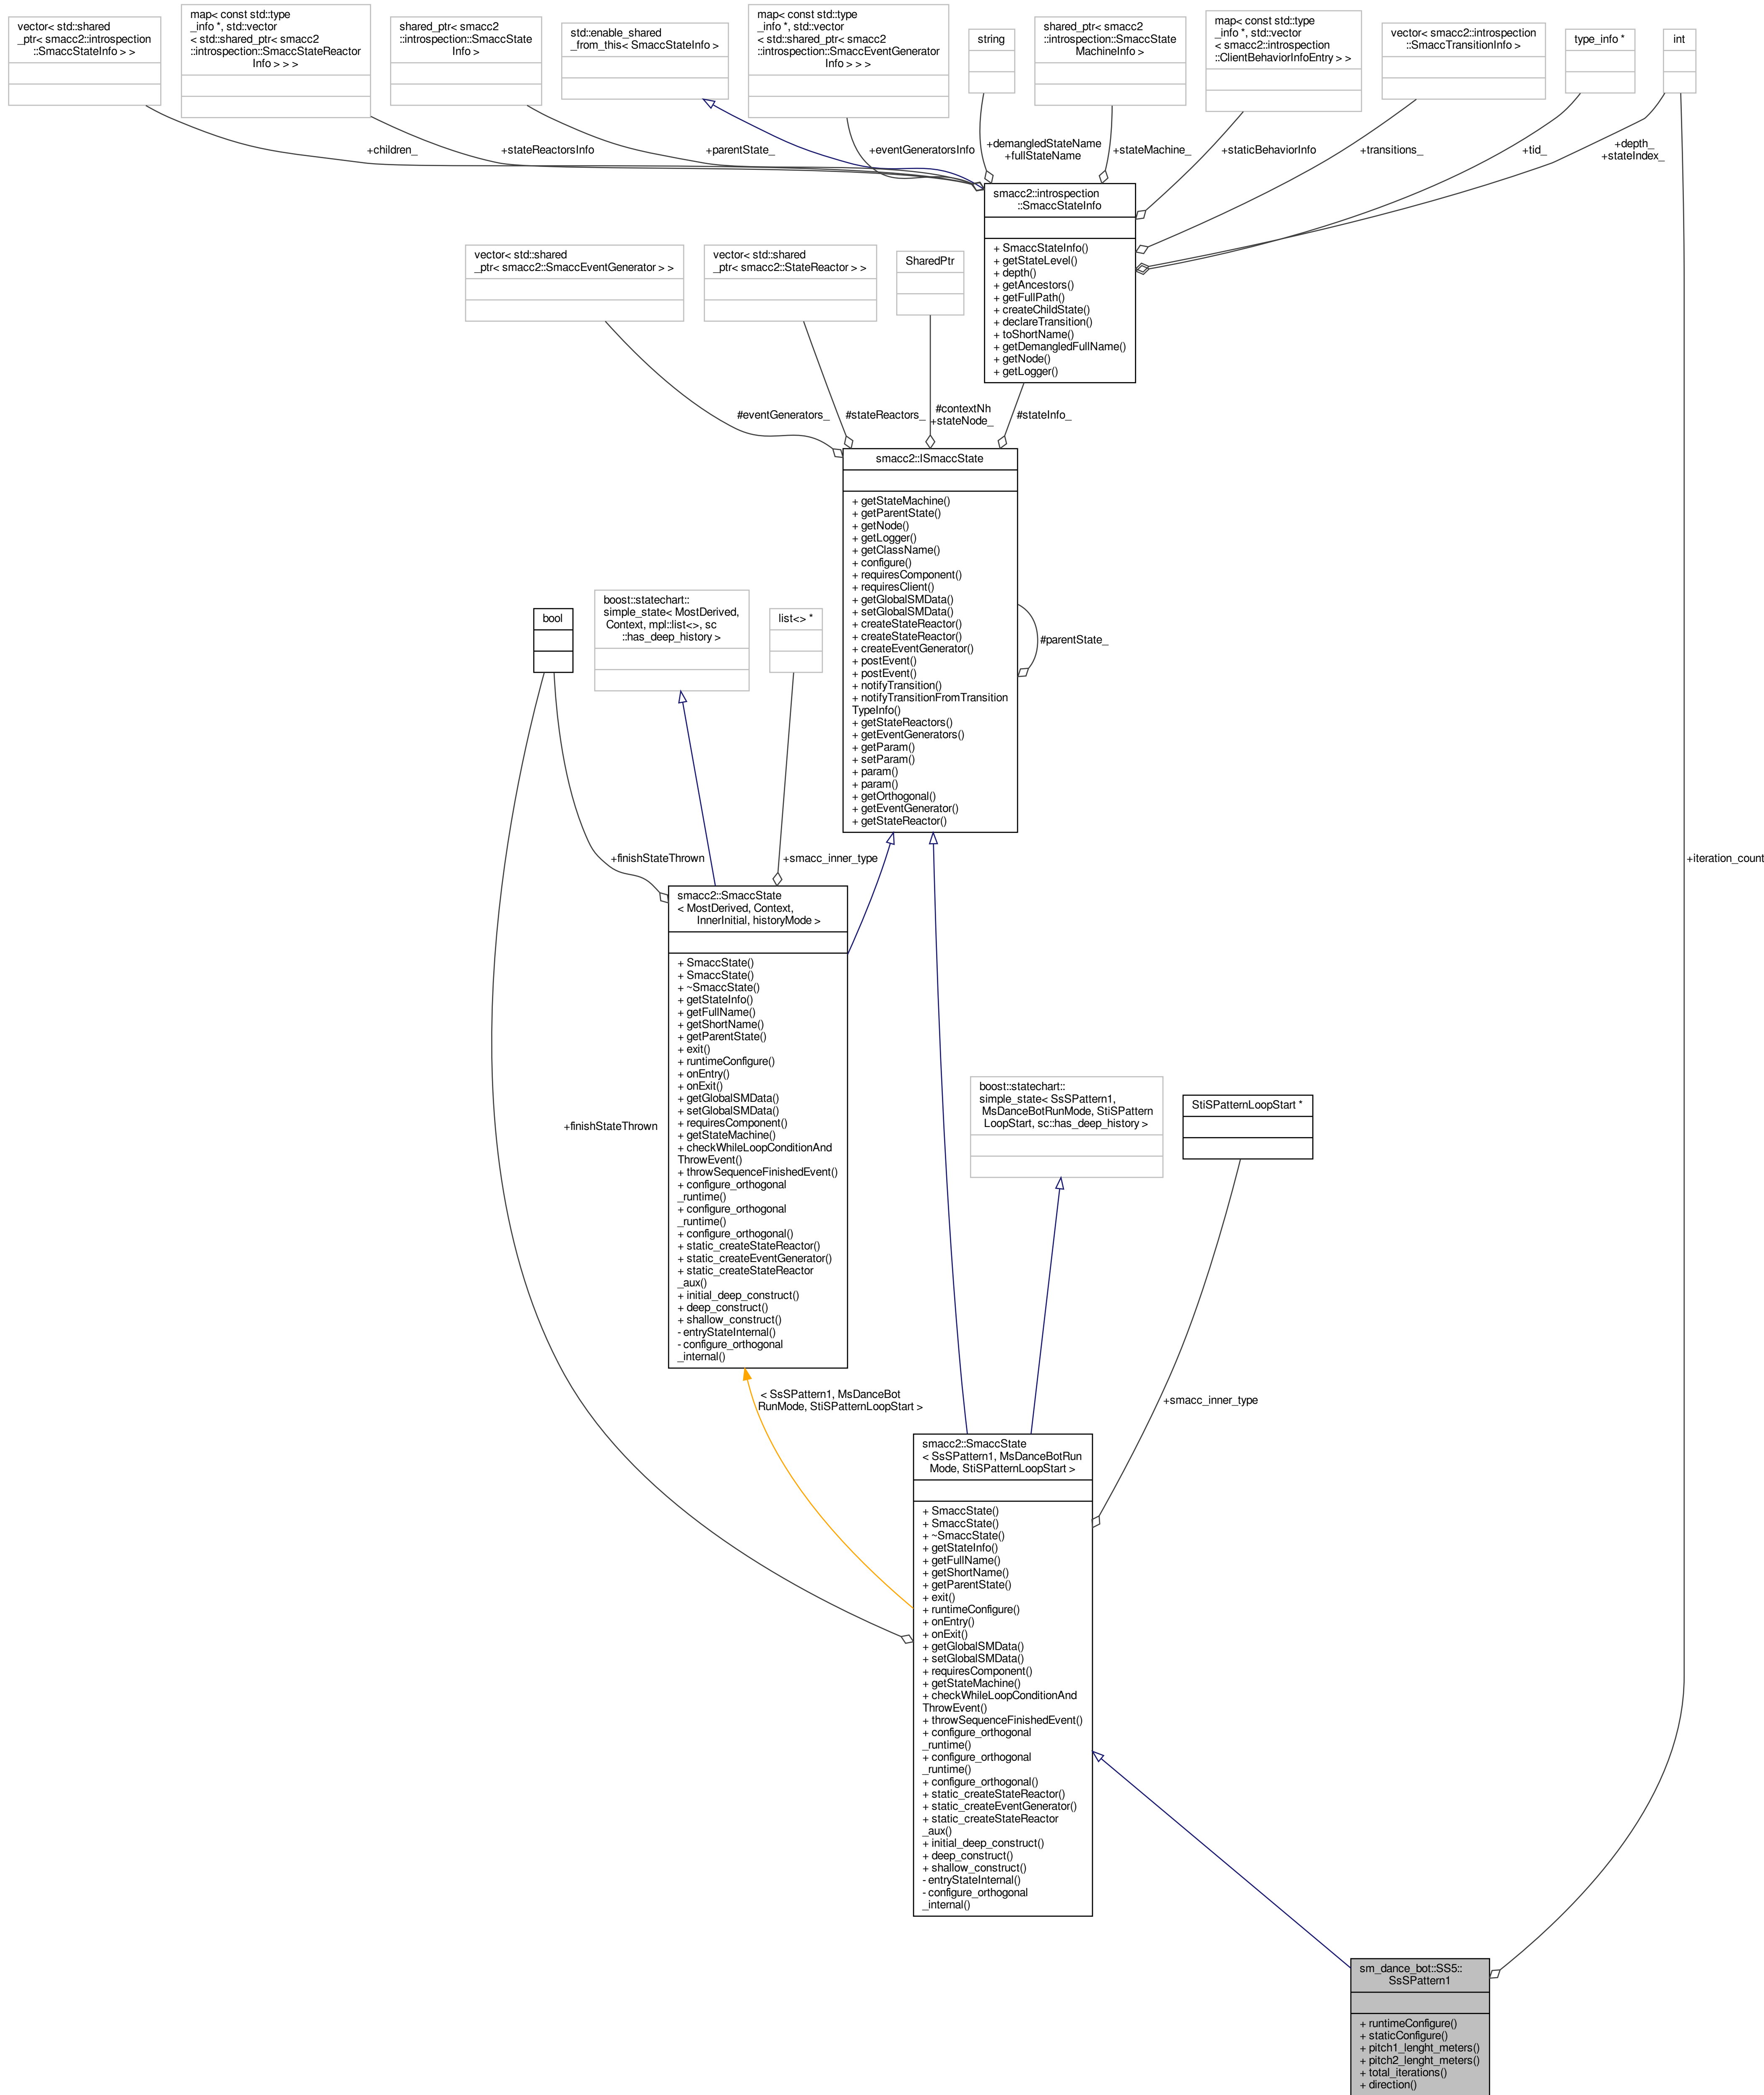 vector< std::shared
_ptr< smacc2::introspection
::SmaccStateInfo > >
map< const std::type
_info *, std::vector
< std::shared_ptr< smacc2
::introspection::SmaccStateReactor
Info > > >
shared_ptr< smacc2
::introspection::SmaccState
Info >
std::enable_shared
_from_this< SmaccStateInfo >
map< const std::type
_info *, std::vector
< std::shared_ptr< smacc2
::introspection::SmaccEventGenerator
Info > > >
string
shared_ptr< smacc2
::introspection::SmaccState
MachineInfo >
map< const std::type
_info *, std::vector
< smacc2::introspection
::ClientBehaviorInfoEntry > >
vector< smacc2::introspection
::SmaccTransitionInfo >
type_info *
int
+children_
+stateReactorsInfo
+parentState_
+eventGeneratorsInfo
+demangledStateName
+fullStateName
+stateMachine_
+staticBehaviorInfo
+transitions_
+tid_
+depth_
+stateIndex_
smacc2::introspection
::SmaccStateInfo
+ SmaccStateInfo()
+ getStateLevel()
+ depth()
+ getAncestors()
+ getFullPath()
+ createChildState()
+ declareTransition()
+ toShortName()
+ getDemangledFullName()
+ getNode()
+ getLogger()
vector< std::shared
_ptr< smacc2::SmaccEventGenerator > >
vector< std::shared
_ptr< smacc2::StateReactor > >
SharedPtr
#eventGenerators_
#stateReactors_
#contextNh
+stateNode_
#stateInfo_
smacc2::ISmaccState
+ getStateMachine()
+ getParentState()
+ getNode()
+ getLogger()
+ getClassName()
+ configure()
+ requiresComponent()
+ requiresClient()
+ getGlobalSMData()
+ setGlobalSMData()
+ createStateReactor()
+ createStateReactor()
+ createEventGenerator()
+ postEvent()
+ postEvent()
+ notifyTransition()
+ notifyTransitionFromTransition
TypeInfo()
+ getStateReactors()
+ getEventGenerators()
+ getParam()
+ setParam()
+ param()
+ param()
+ getOrthogonal()
+ getEventGenerator()
+ getStateReactor()
#parentState_
bool
boost::statechart::
simple_state< MostDerived,
Context, mpl::list<>, sc
::has_deep_history >
list<> *
+finishStateThrown
+smacc_inner_type
+iteration_count
smacc2::SmaccState
< MostDerived, Context,
InnerInitial, historyMode >
+ SmaccState()
+ SmaccState()
+ ~SmaccState()
+ getStateInfo()
+ getFullName()
+ getShortName()
+ getParentState()
+ exit()
+ runtimeConfigure()
+ onEntry()
+ onExit()
+ getGlobalSMData()
+ setGlobalSMData()
+ requiresComponent()
+ getStateMachine()
+ checkWhileLoopConditionAnd
ThrowEvent()
+ throwSequenceFinishedEvent()
+ configure_orthogonal
_runtime()
+ configure_orthogonal
_runtime()
+ configure_orthogonal()
+ static_createStateReactor()
+ static_createEventGenerator()
+ static_createStateReactor
_aux()
+ initial_deep_construct()
+ deep_construct()
+ shallow_construct()
- entryStateInternal()
- configure_orthogonal
_internal()
+finishStateThrown
boost::statechart::
simple_state< SsSPattern1,
MsDanceBotRunMode, StiSPattern
LoopStart, sc::has_deep_history >
StiSPatternLoopStart *
< SsSPattern1, MsDanceBot
RunMode, StiSPatternLoopStart >
+smacc_inner_type
smacc2::SmaccState
< SsSPattern1, MsDanceBotRun
Mode, StiSPatternLoopStart >
+ SmaccState()
+ SmaccState()
+ ~SmaccState()
+ getStateInfo()
+ getFullName()
+ getShortName()
+ getParentState()
+ exit()
+ runtimeConfigure()
+ onEntry()
+ onExit()
+ getGlobalSMData()
+ setGlobalSMData()
+ requiresComponent()
+ getStateMachine()
+ checkWhileLoopConditionAnd
ThrowEvent()
+ throwSequenceFinishedEvent()
+ configure_orthogonal
_runtime()
+ configure_orthogonal
_runtime()
+ configure_orthogonal()
+ static_createStateReactor()
+ static_createEventGenerator()
+ static_createStateReactor
_aux()
+ initial_deep_construct()
+ deep_construct()
+ shallow_construct()
- entryStateInternal()
- configure_orthogonal
_internal()
sm_dance_bot::SS5::
SsSPattern1
+ runtimeConfigure()
+ staticConfigure()
+ pitch1_lenght_meters()
+ pitch2_lenght_meters()
+ total_iterations()
+ direction()